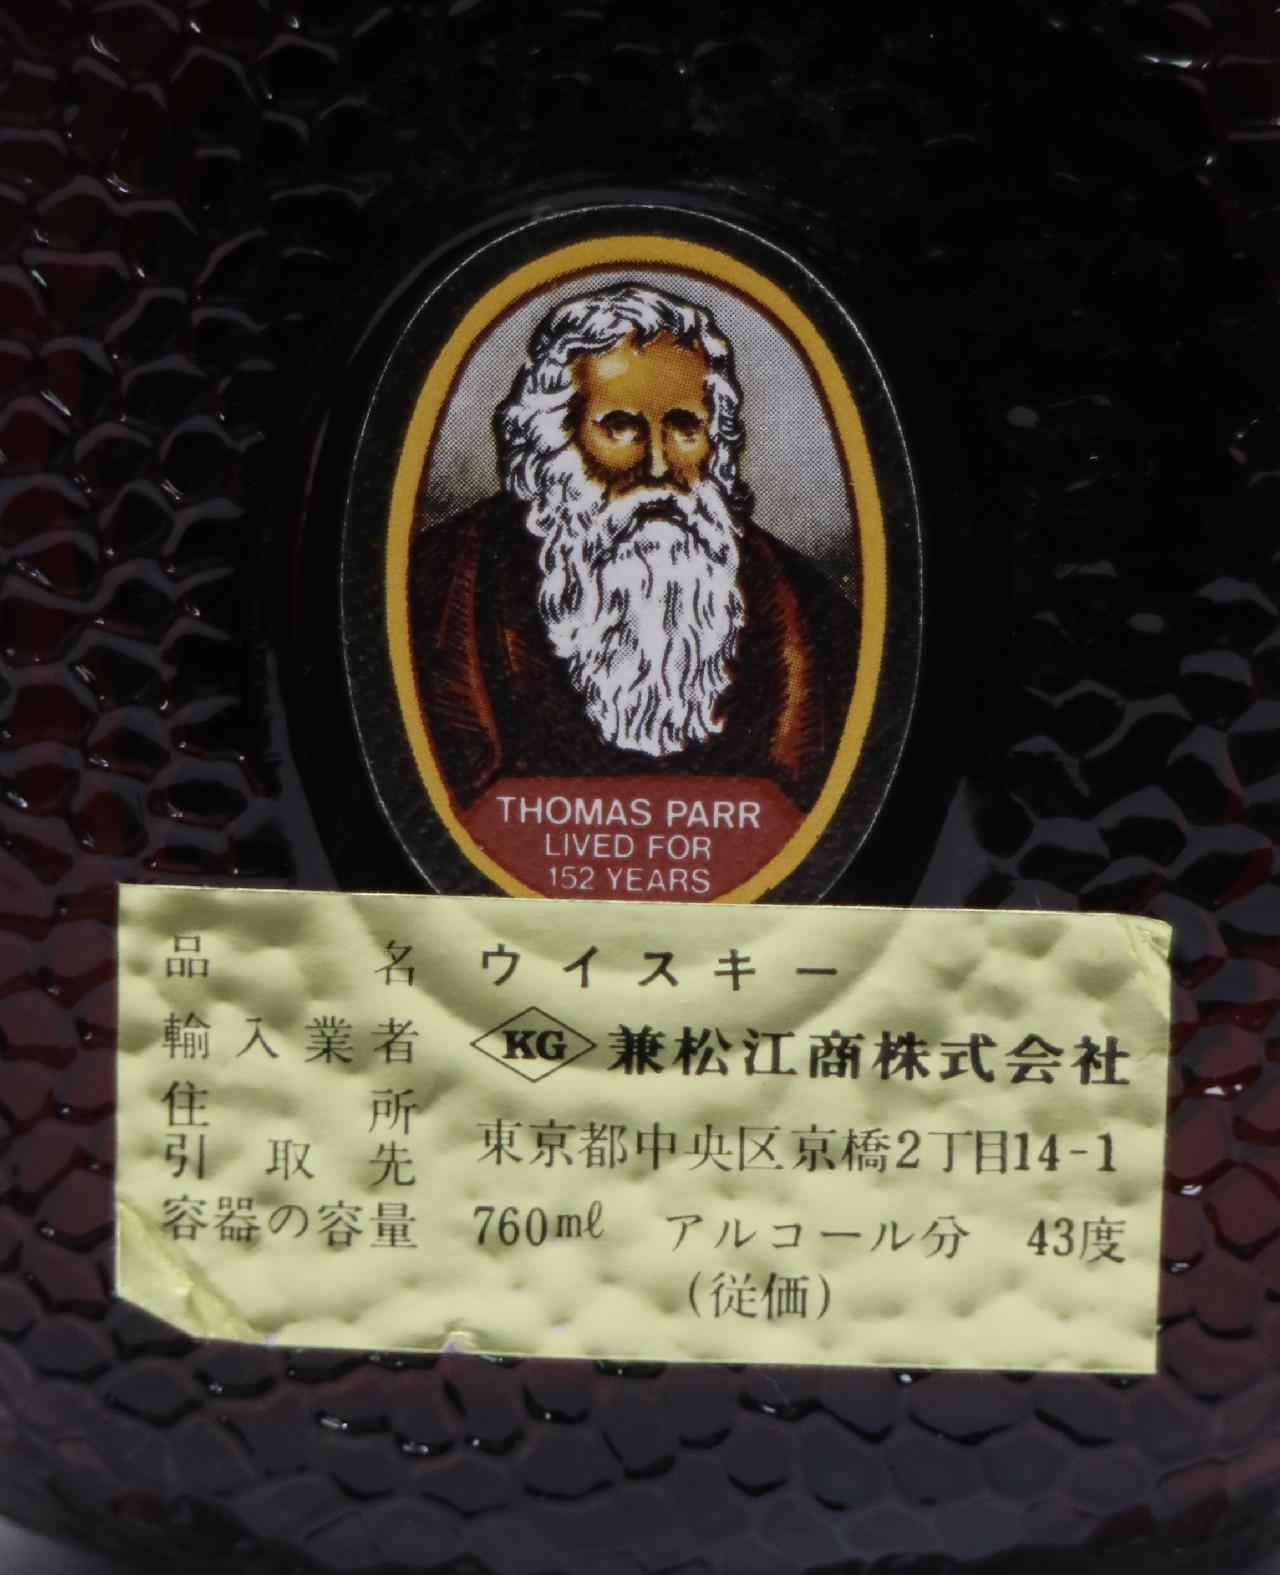 THOMAS PARR
LIVED FOR
152 YEARS
品名 ウイスキー
輸入業者 KG 兼松江商株式会社
住所
引取先 東京都中央区京橋2丁目14-1
容器の容量 760mℓ アルコール分 43度
(従価)